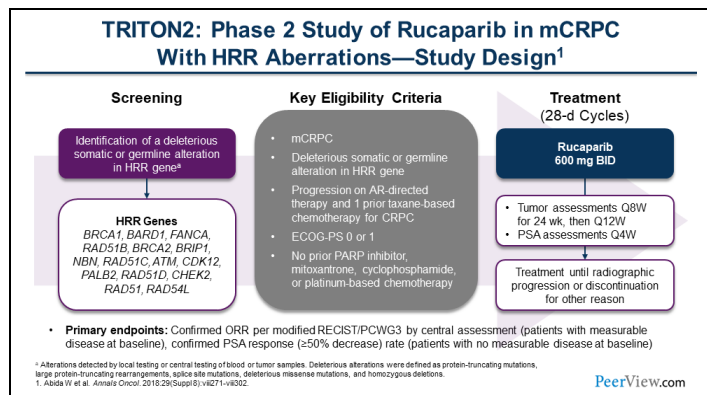 TRITON2: Phase 2 Study of Rucaparib in mCRPC
With HRR Aberrations—Study Design1
Screening
Identification of a deleterious
somatic or germline alteration
in HRR geneª
HRR Genes
BRCA1, BARD1, FANCA,
RAD51B, BRCA2, BRIP1,
NBN, RAD51C, ATM, CDK12,
PALB2, RAD51D, CHEK2,
RAD51, RAD54L
Key Eligibility Criteria
• mCRPC
• Deleterious somatic or germline
alteration in HRR gene
• Progression on AR-directed
therapy and 1 prior taxane-based
chemotherapy for CRPC
• ECOG-PS 0 or 1
• No prior PARP inhibitor,
mitoxantrone, cyclophosphamide,
or platinum-based chemotherapy
Treatment
(28-d Cycles)
Rucaparib
600 mg BID
• Tumor assessments Q8W
for 24 wk, then Q12W
• PSA assessments Q4W
Treatment until radiographic
progression or discontinuation
for other reason
• Primary endpoints: Confirmed ORR per modified RECIST/PCWG3 by central assessment (patients with measurable
disease at baseline), confirmed PSA response (≥50% decrease) rate (patients with no measurable disease at baseline)
ª Alterations detected by local testing or central testing of blood or tumor samples. Deleterious alterations were defined as protein-truncating mutations,
large protein-truncating rearrangements, splice site mutations, deleterious missense mutations, and homozygous deletions.
1. Abida W et al. Annals Oncol. 2018:29(Suppl 8):viii271-viii302.
PeerView.com